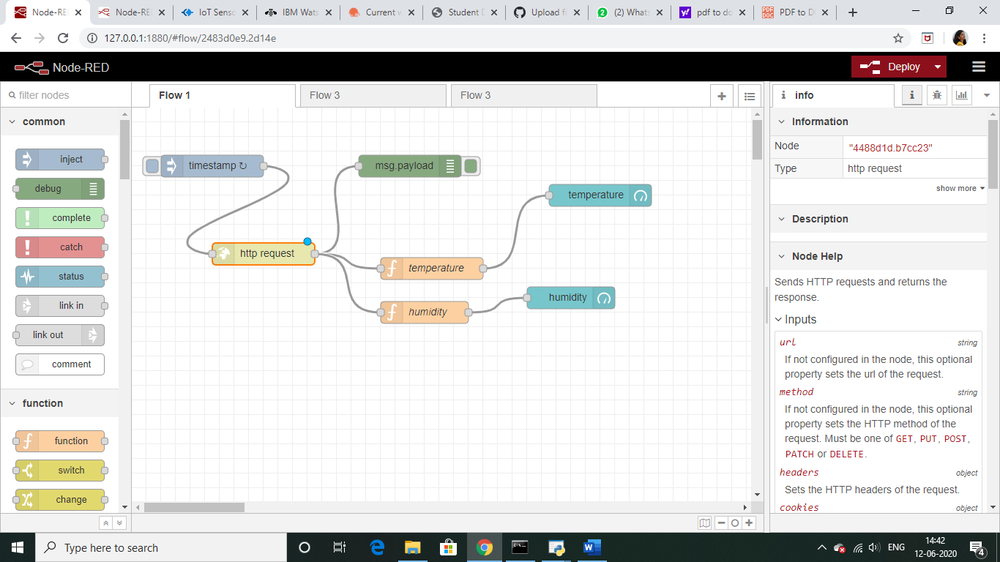 Node-RED
Node-RE
IoT Senso
IBM Wats
Current w
Student D
Upload fi
(2) Whats
pdf to do
PDF to D
127.0.0.1:1880/#flow/2483d0e9.2d14e
Node-RED
Deploy
filter nodes
Flow 1
Flow 3
Flow 3
i info
i
common
inject
debug
complete
catch
status
link in
link out
comment
function
function
switch
change
timestamp ↻
msg.payload
temperature
http request
temperature
humidity
humidity
Information
Node "4488d1d.b7cc23"
Type http request
show more
Description
Node Help
Sends HTTP requests and returns the
response.
Inputs
url string
If not configured in the node, this optional
property sets the url of the request.
method string
If not configured in the node, this optional
property sets the HTTP method of the
request. Must be one of GET, PUT, POST,
PATCH or DELETE.
headers object
Sets the HTTP headers of the request.
cookies object
Type here to search
ENG
14:42
12-06-2020
4